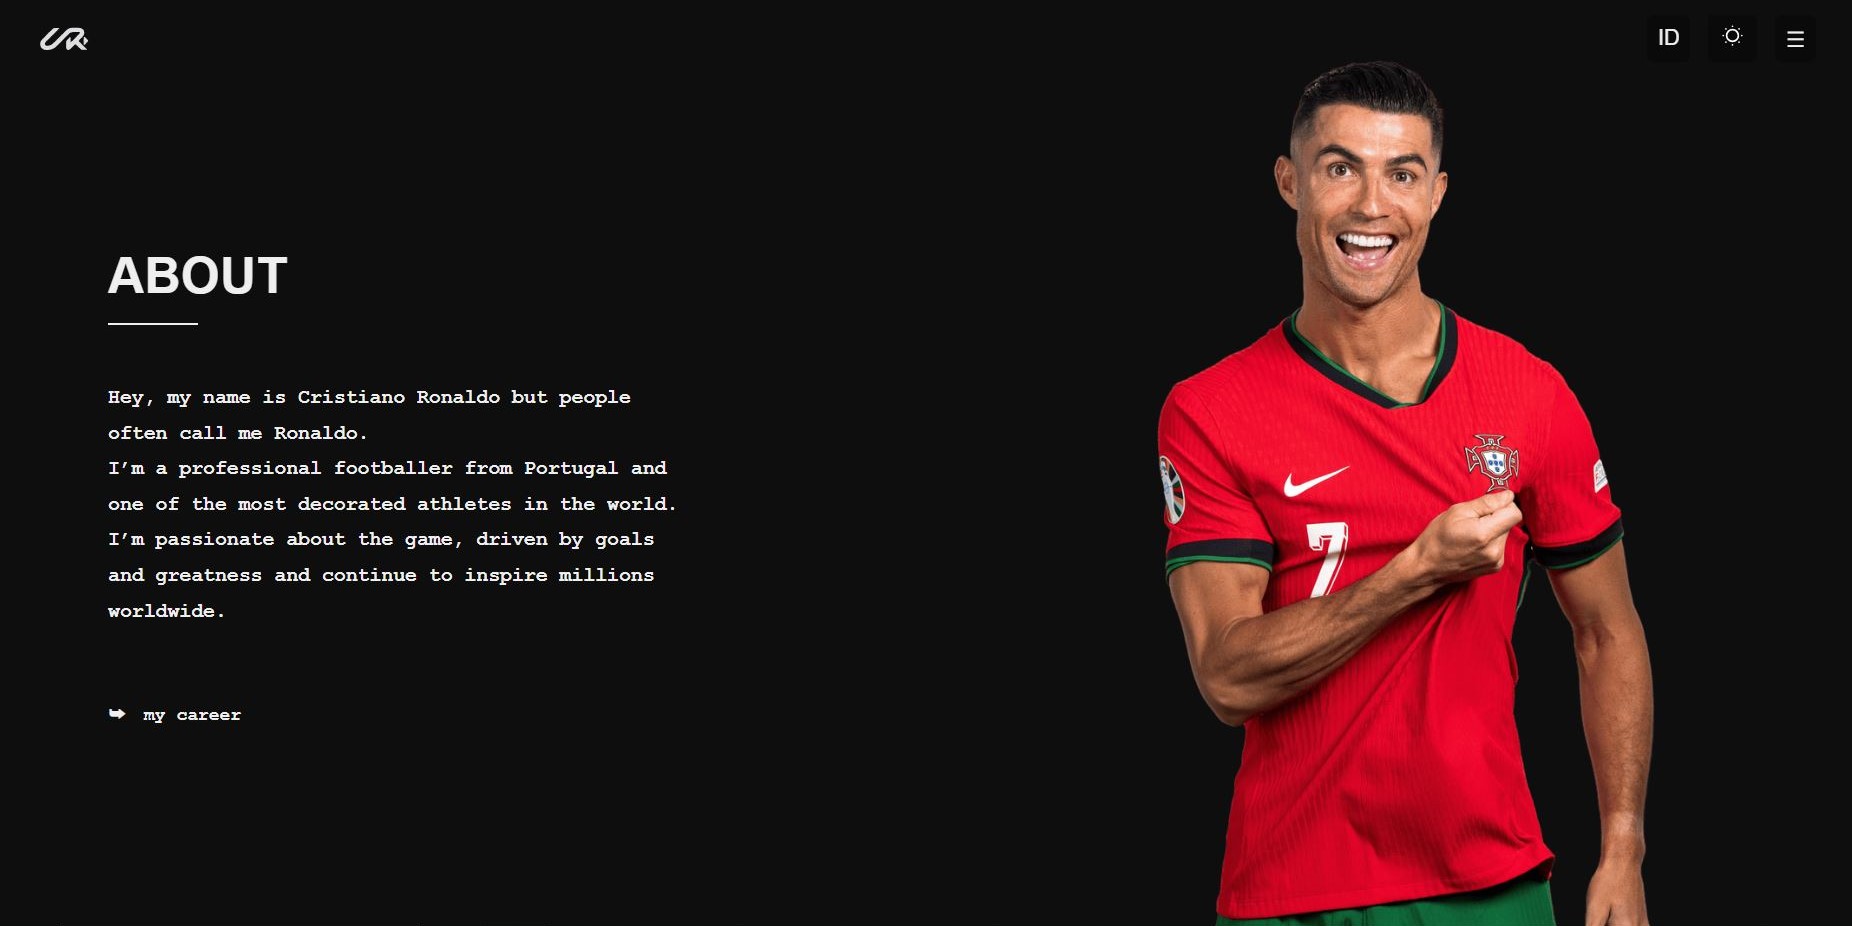 ID
ABOUT
Hey, my name is Cristiano Ronaldo but people
often call me Ronaldo.
I’m a professional footballer from Portugal and
one of the most decorated athletes in the world.
I’m passionate about the game, driven by goals
and greatness and continue to inspire millions
worldwide.
my career
7